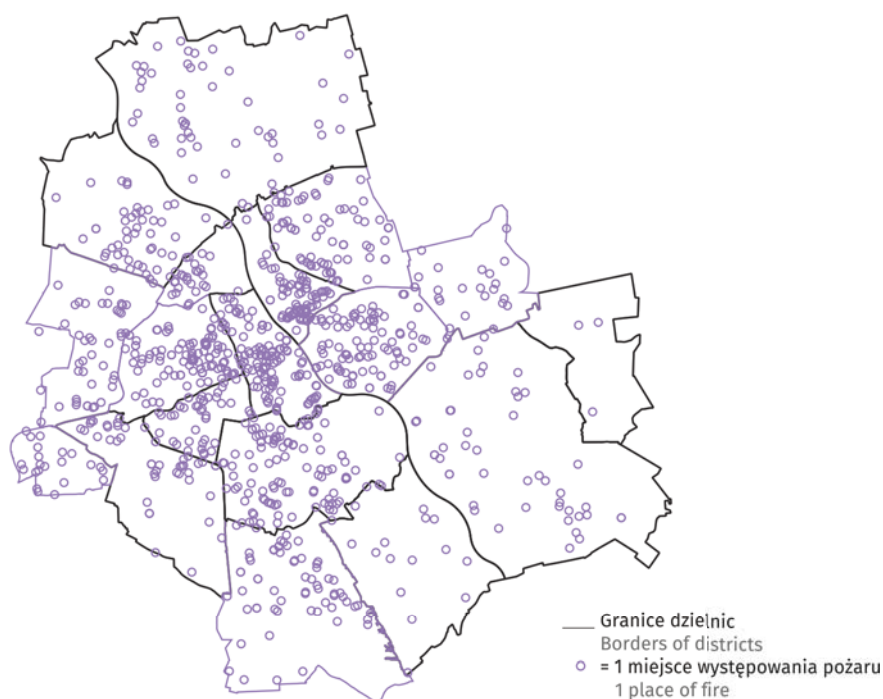 Granice dzielnic
Borders of districts
= 1 miejsce występowania pożaru
1 place of fire